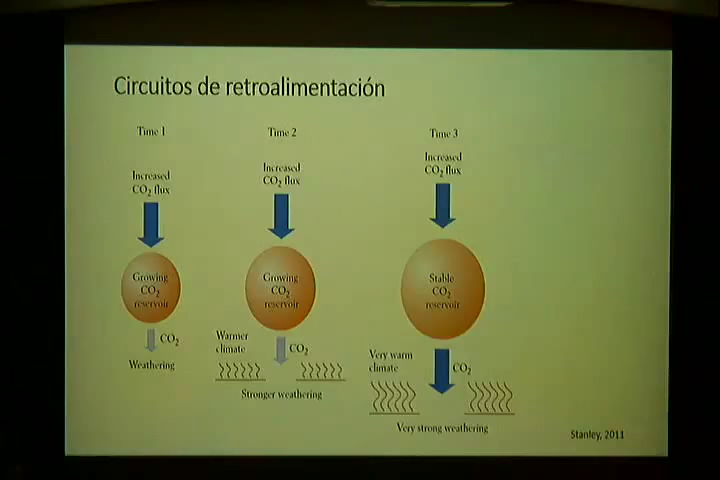 Circuitos de retroalimentación
Time 1
Increased
CO2 flux
Growing
CO2
reservoir
CO2
Weathering
Time 2
Increased
CO2 flux
Growing
CO2
reservoir
Warmer
climate
CO2
Stronger weathering
Time 3
Increased
CO2 flux
Stable
CO2
reservoir
Very warm
climate
CO2
Very strong weathering
Stanley, 2011